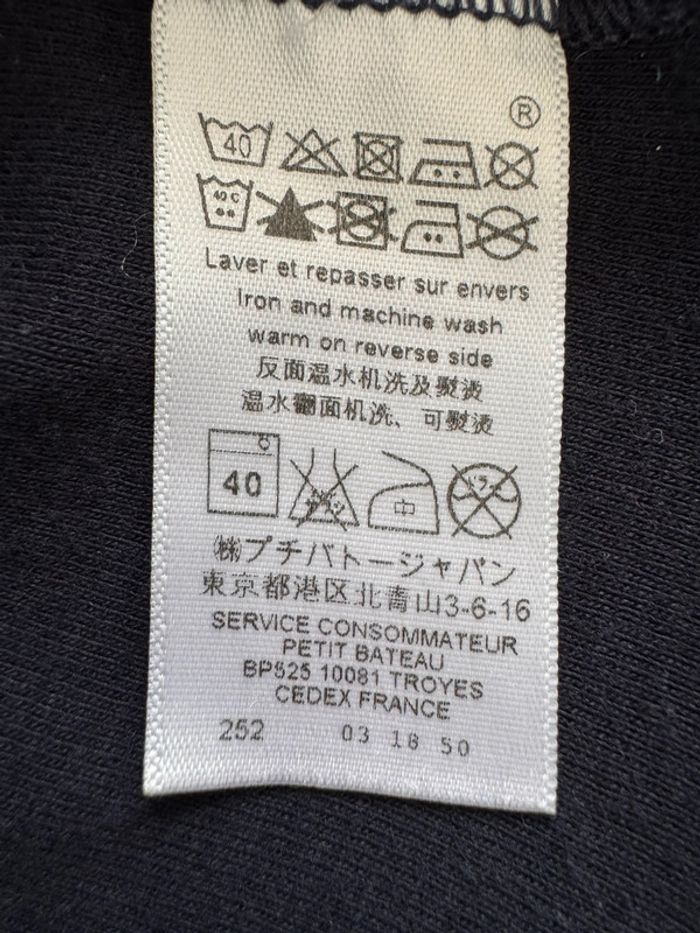 ®
40
40 C
Laver et repasser sur envers
Iron and machine wash
warm on reverse side
反面温水机洗及熨烫
温水翻面机洗、可熨烫
40
中
㈱プチバトージャパン
東京都港区北青山3-6-16
SERVICE CONSOMMATEUR
PETIT BATEAU
BP525 10081 TROYES
CEDEX FRANCE
252 03 18 50